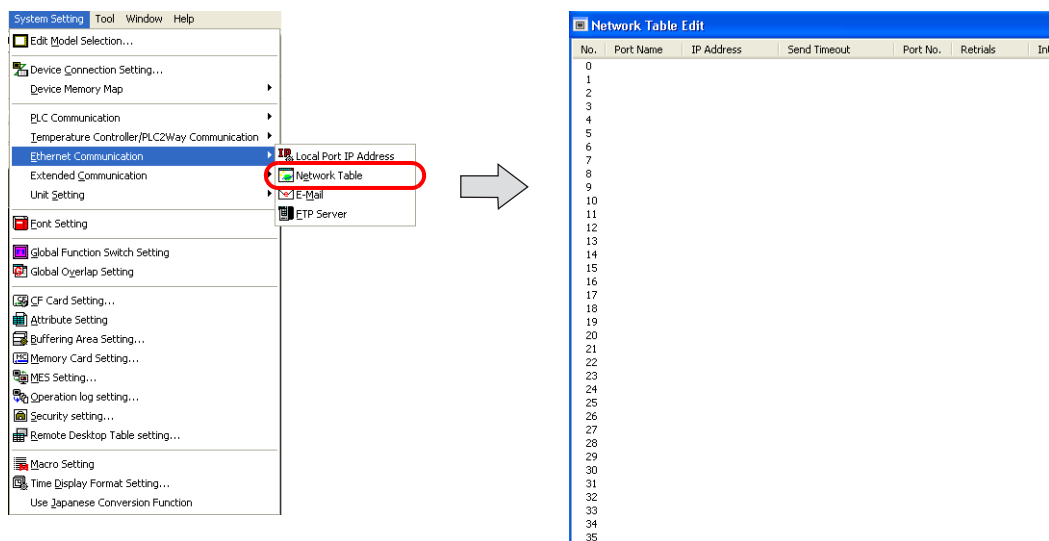 System Setting Tool Window Help
Edit Model Selection...
Device Connection Setting...
Device Memory Map
PLC Communication
Temperature Controller/PLC2Way Communication
Ethernet Communication
Extended Communication
Unit Setting
Font Setting
Global Function Switch Setting
Global Overlap Setting
CF Card Setting...
Attribute Setting
Buffering Area Setting...
MC Memory Card Setting...
MES Setting...
Operation log setting...
Security setting...
Remote Desktop Table setting...
Macro Setting
Time Display Format Setting...
Use Japanese Conversion Function
IP Local Port IP Address
Network Table
E-Mail
FTP Server
Network Table Edit
No. Port Name IP Address Send Timeout Port No. Retrials Int
0
1
2
3
4
5
6
7
8
9
10
11
12
13
14
15
16
17
18
19
20
21
22
23
24
25
26
27
28
29
30
31
32
33
34
35